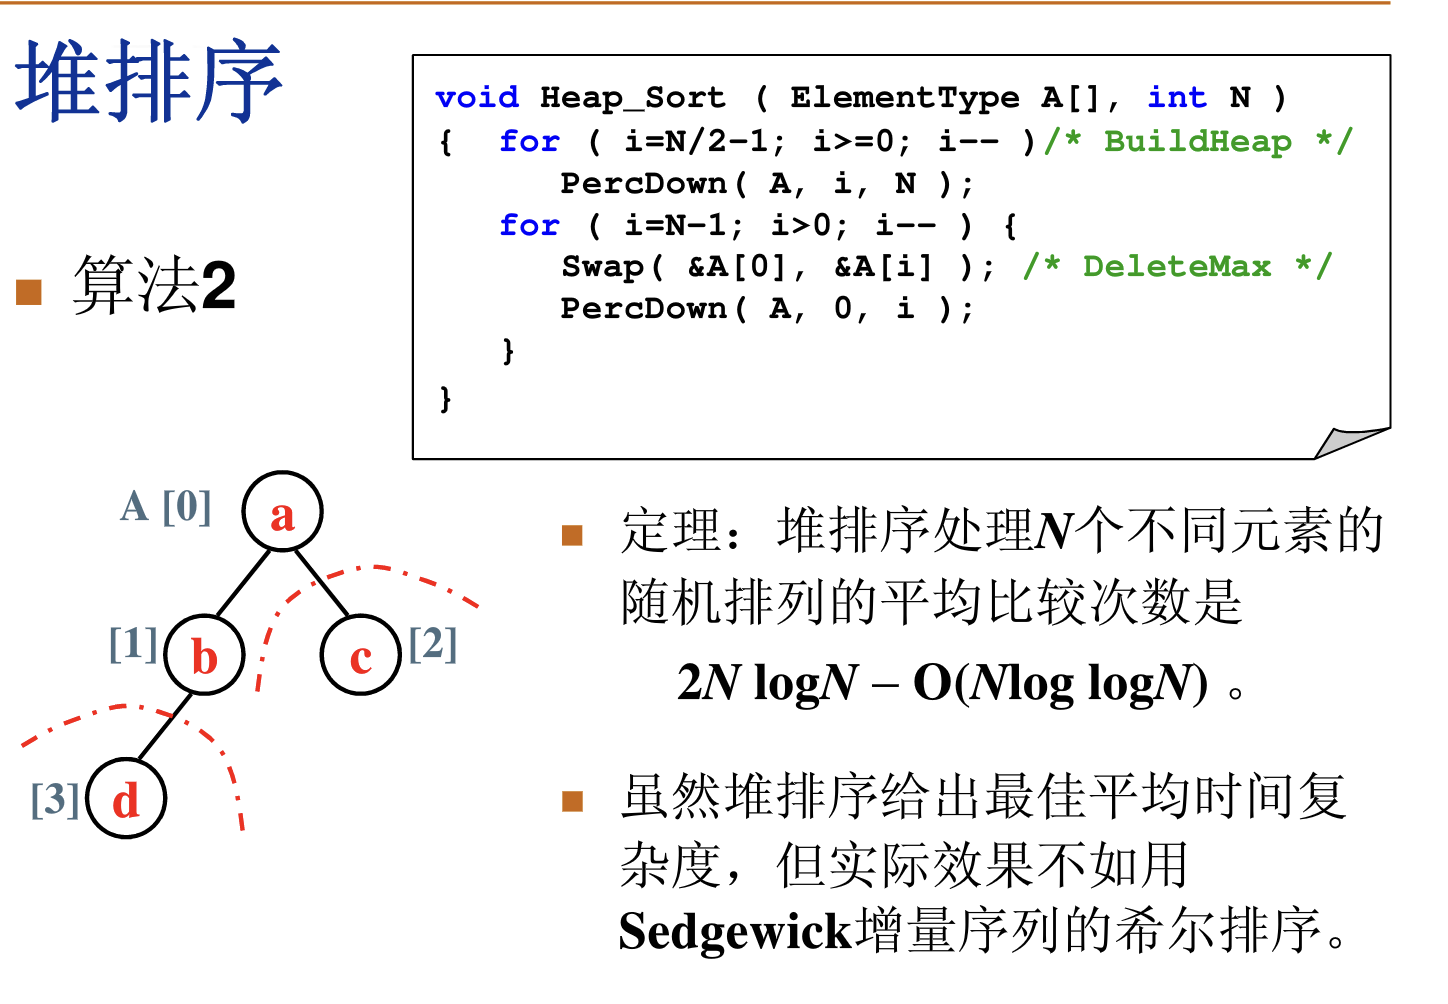 堆排序
void Heap_Sort ( ElementType A[], int N )
{ for ( i=N/2-1; i>=0; i-- )/* BuildHeap */
PercDown( A, i, N );
for ( i=N-1; i>0; i-- ) {
Swap( &A[0], &A[i] ); /* DeleteMax */
PercDown( A, 0, i );
}
}
算法2
A [0] a
[1] b c [2]
[3] d
定理：堆排序处理N个不同元素的
随机排列的平均比较次数是
2N logN – O(Nlog logN) 。
虽然堆排序给出最佳平均时间复
杂度，但实际效果不如用
Sedgewick增量序列的希尔排序。